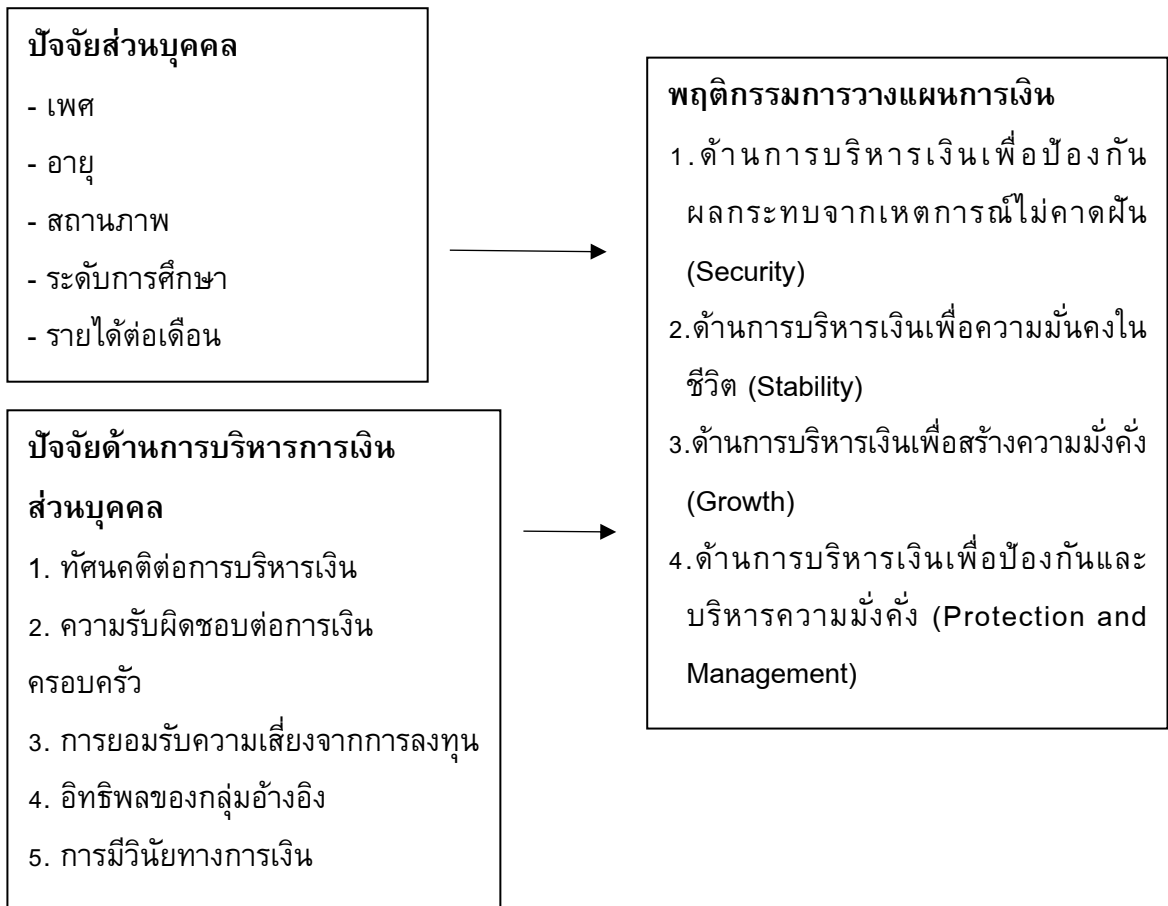 ปัจจัยส่วนบุคคล
- เพศ
- อายุ
- สถานภาพ
- ระดับการศึกษา
- รายได้ต่อเดือน
ปัจจัยด้านการบริหารการเงิน
ส่วนบุคคล
1. ทัศนคติต่อการบริหารเงิน
2. ความรับผิดชอบต่อการเงิน
ครอบครัว
3. การยอมรับความเสี่ยงจากการลงทุน
4. อิทธิพลของกลุ่มอ้างอิง
5. การมีวินัยทางการเงิน
พฤติกรรมการวางแผนการเงิน
1.ด้านการบริหารเงินเพื่อป้องกัน
ผลกระทบจากเหตการณ์ไม่คาดฝัน
(Security)
2.ด้านการบริหารเงินเพื่อความมั่นคงใน
ชีวิต (Stability)
3.ด้านการบริหารเงินเพื่อสร้างความมั่งคั่ง
(Growth)
4.ด้านการบริหารเงินเพื่อป้องกันและ
บริหารความมั่งคั่ง (Protection and
Management)